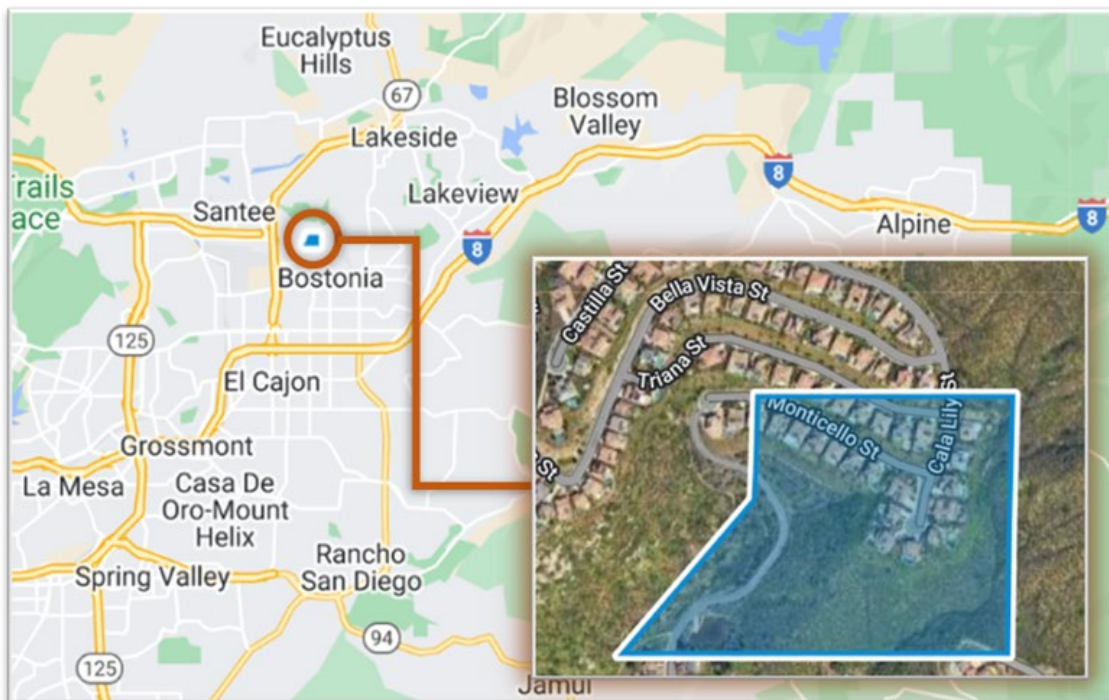 Eucalyptus
Hills
67
Blossom
Valley
Lakeside
8
Trails
Lakeview
ace
Santee
Alpine
8
8
Bostonia
Castilla St
Bella Vista St
125
Triana St
El Cajon
Monticello St
Cala Lily St
Grossmont
La Mesa
Casa De
Oro-Mount
Helix
St
Rancho
San Diego
Spring Valley
94
125
Jamul